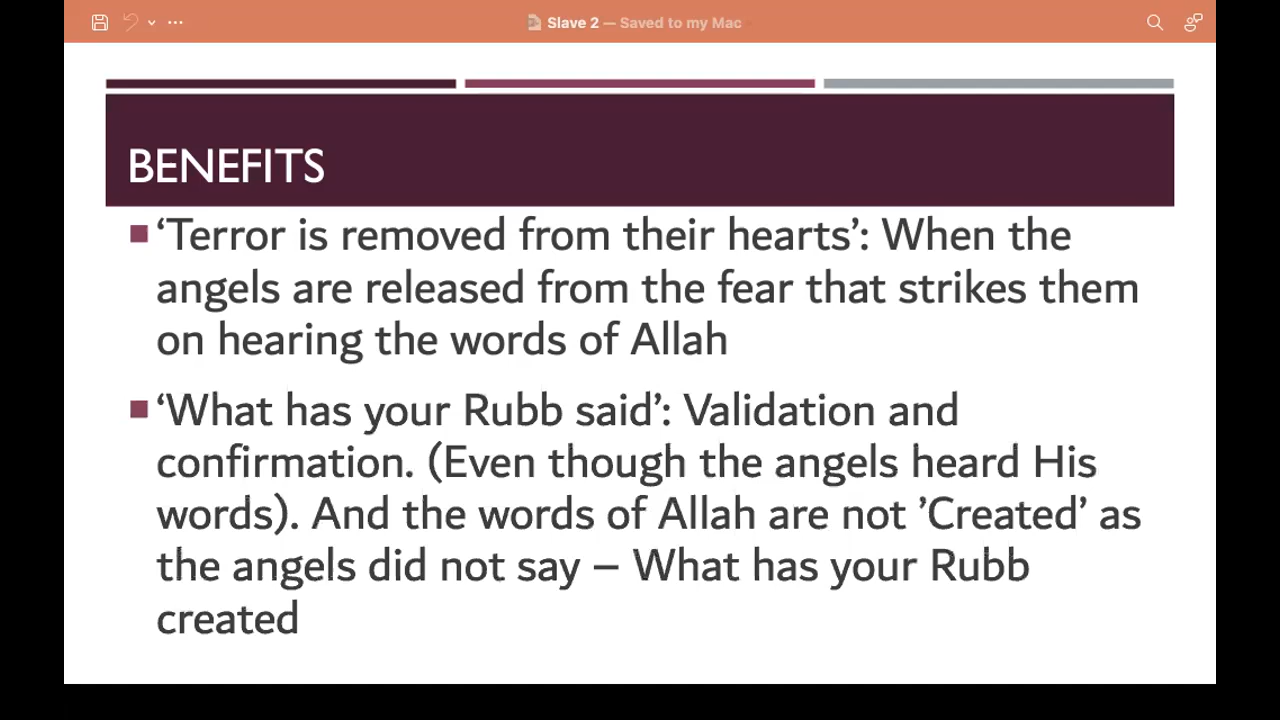 Slave 2 — Saved to my Mac
BENEFITS
‘Terror is removed from their hearts’: When the
angels are released from the fear that strikes them
on hearing the words of Allah
‘What has your Rubb said’: Validation and
confirmation. (Even though the angels heard His
words). And the words of Allah are not ’Created’ as
the angels did not say – What has your Rubb
created